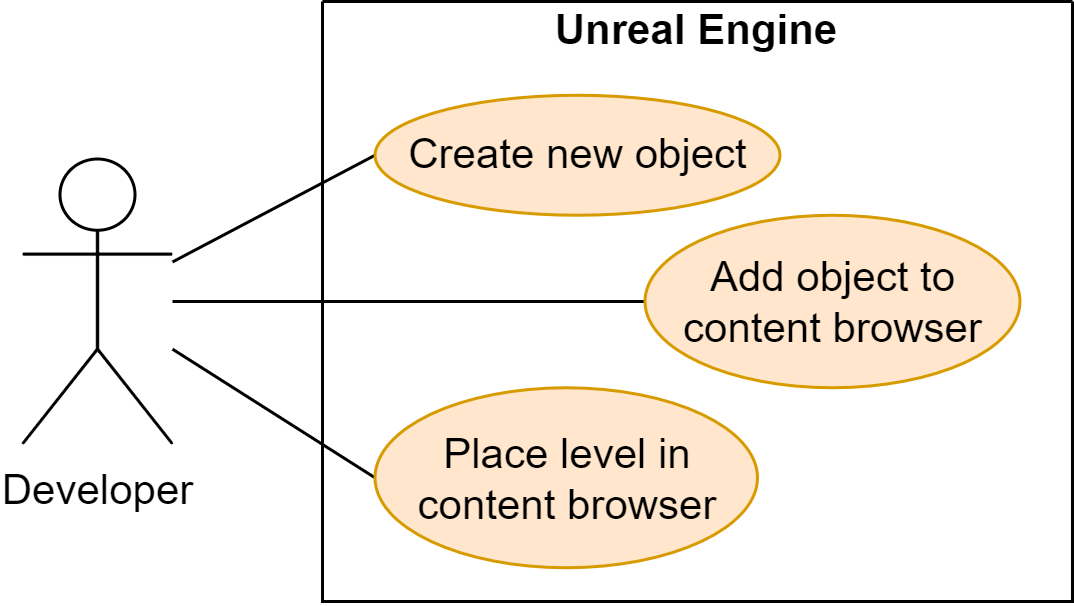 Unreal Engine
Create new object
Add object to
content browser
Place level in
content browser
Developer